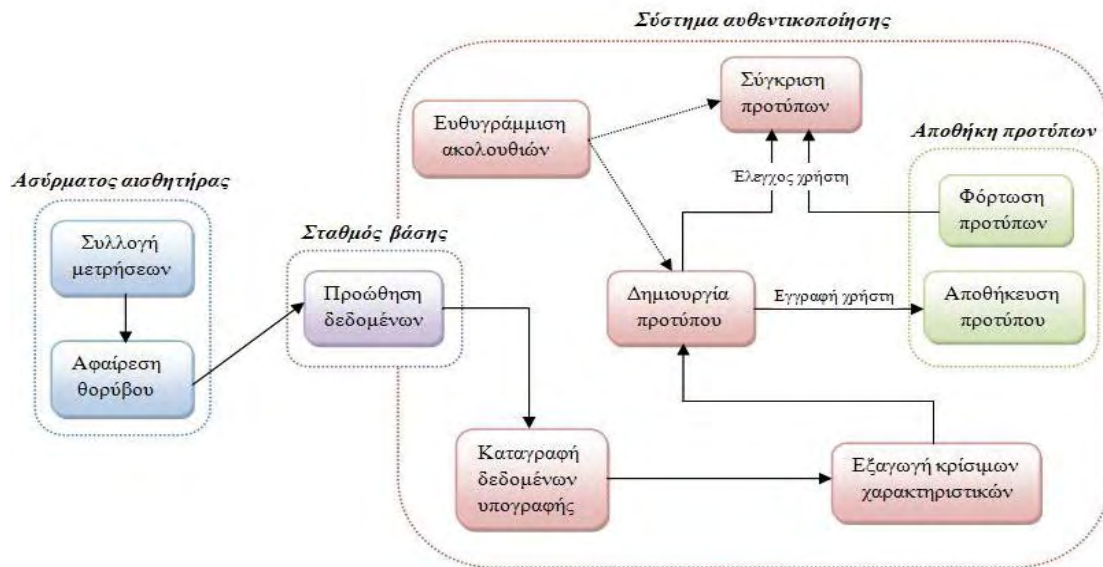 Σύστημα αυθεντικοποίησης
Σύγκριση
προτύπων
Ευθυγράμμιση
ακολουθιών
Αποθήκη προτύπων
Ασύρματος αισθητήρας
Έλεγχος χρήστη
Φόρτωση
προτύπων
Συλλογή
μετρήσεων
Σταθμός βάσης
Προώθηση
δεδομένων
Δημιουργία
προτύπου
Εγγραφή χρήστη
Αποθήκευση
προτύπου
Αφαίρεση
θορύβου
Καταγραφή
δεδομένων
υπογραφής
Εξαγωγή κρίσιμων
χαρακτηριστικών